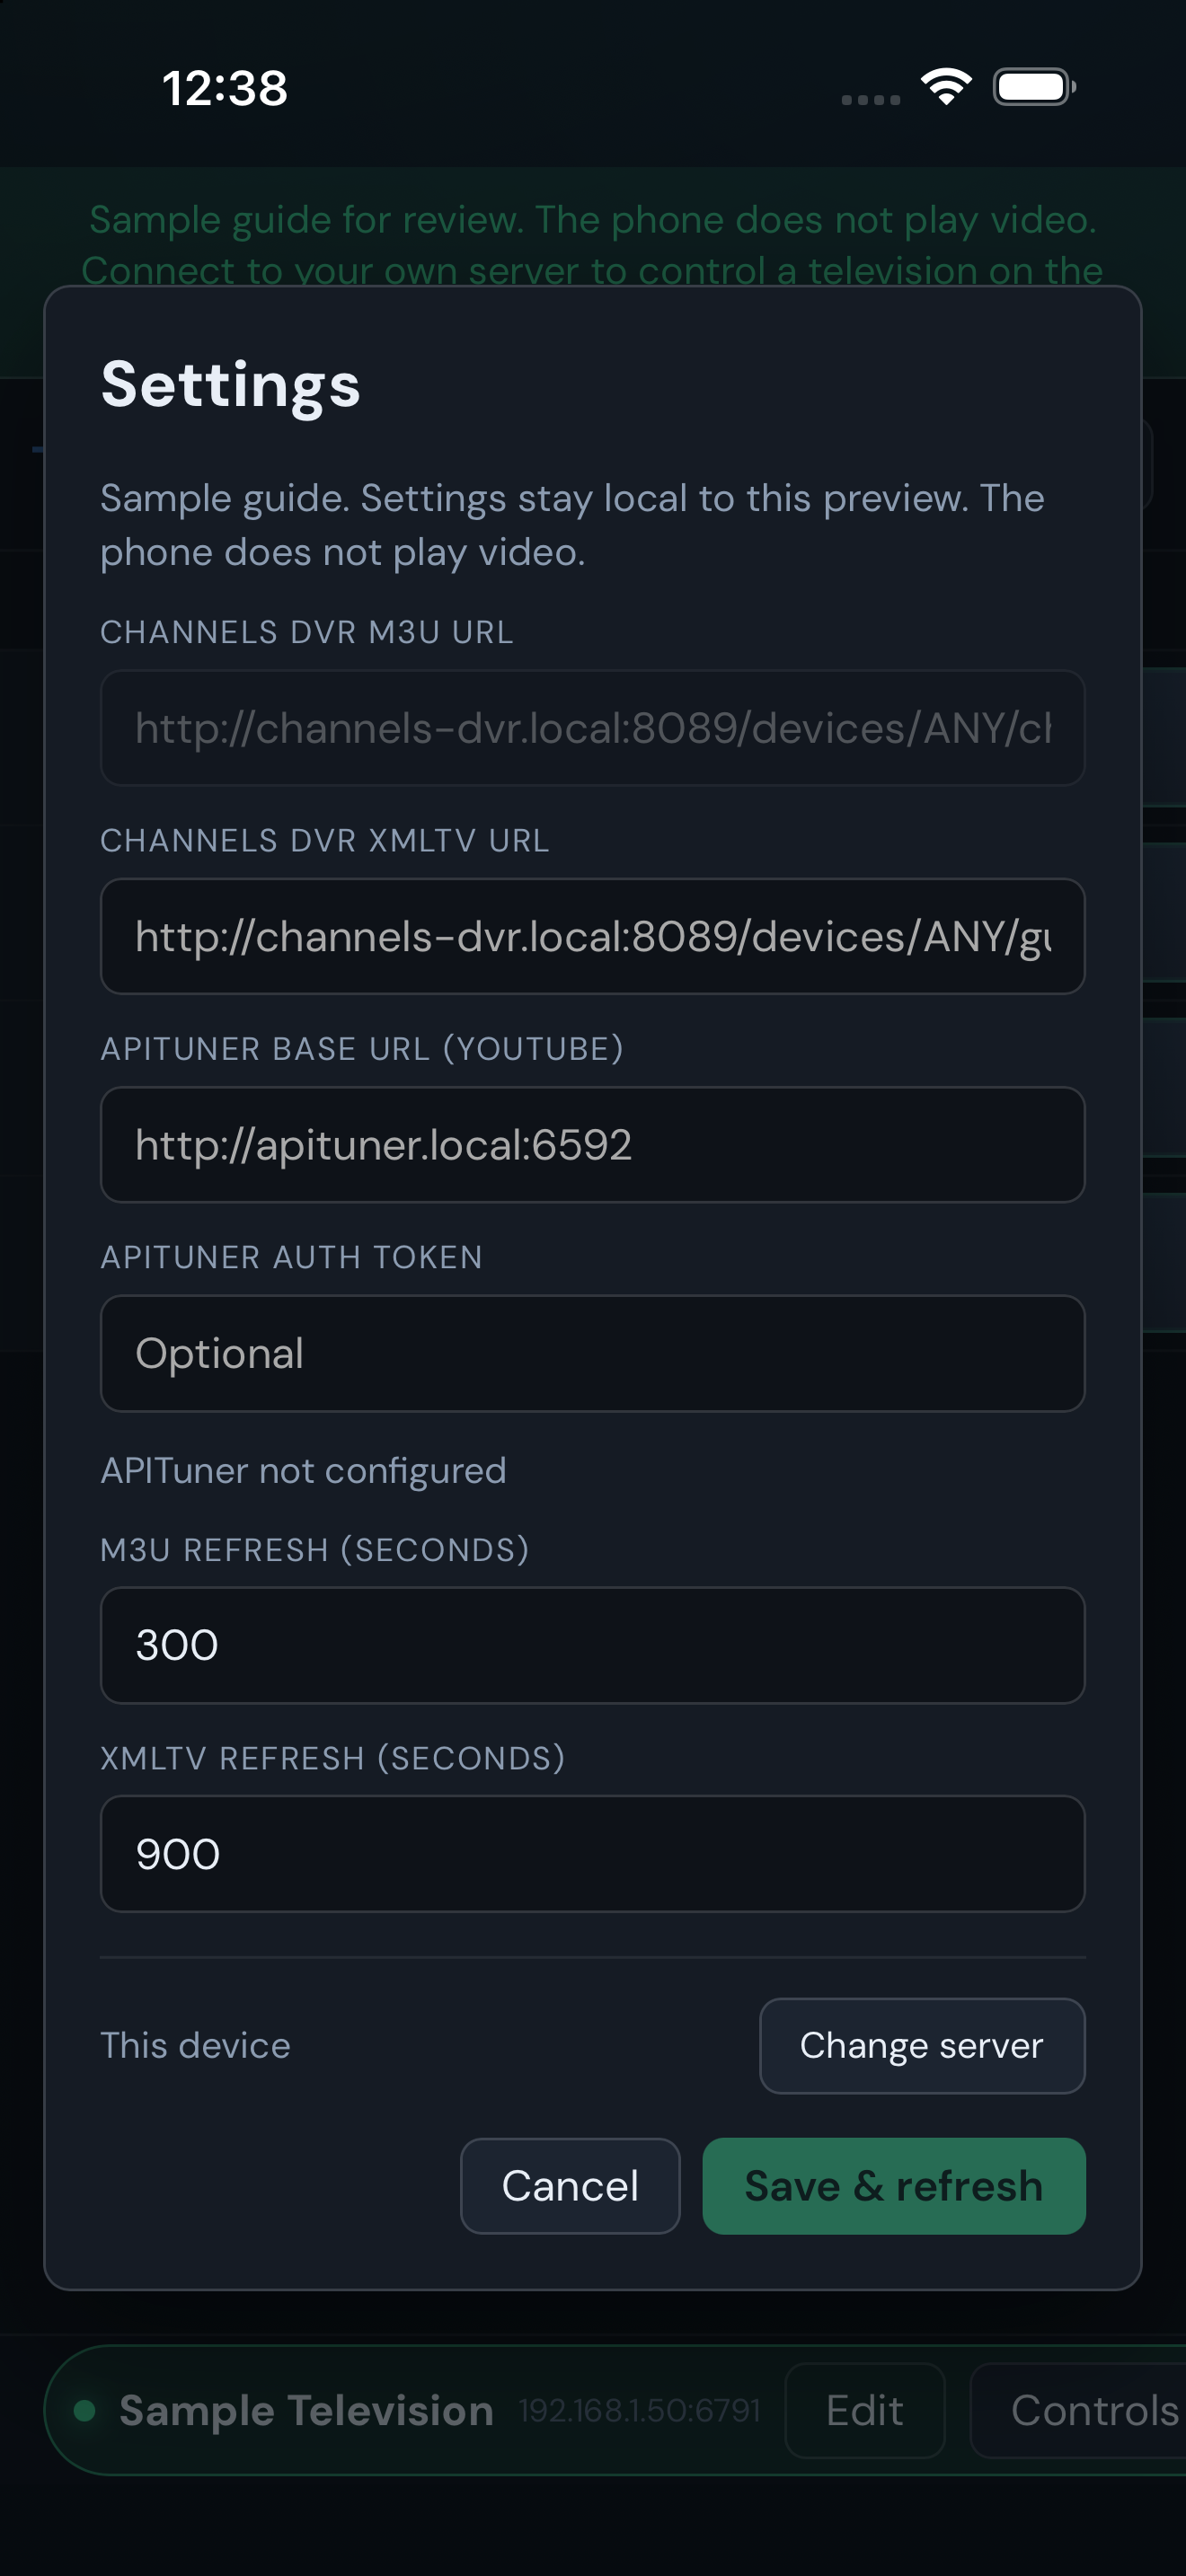 12:38
Sample guide for review. The phone does not play video.
Connect to your own server to control a television on the
Settings
Sample guide. Settings stay local to this preview. The
phone does not play video.
CHANNELS DVR M3U URL
http://channels-dvr.local:8089/devices/ANY/ch
CHANNELS DVR XMLTV URL
http://channels-dvr.local:8089/devices/ANY/gu
APITUNER BASE URL (YOUTUBE)
http://apituner.local:6592
APITUNER AUTH TOKEN
Optional
APITuner not configured
M3U REFRESH (SECONDS)
300
XMLTV REFRESH (SECONDS)
900
This device
Change server
Cancel
Save & refresh
Sample Television 192.168.1.50:6791 Edit Controls